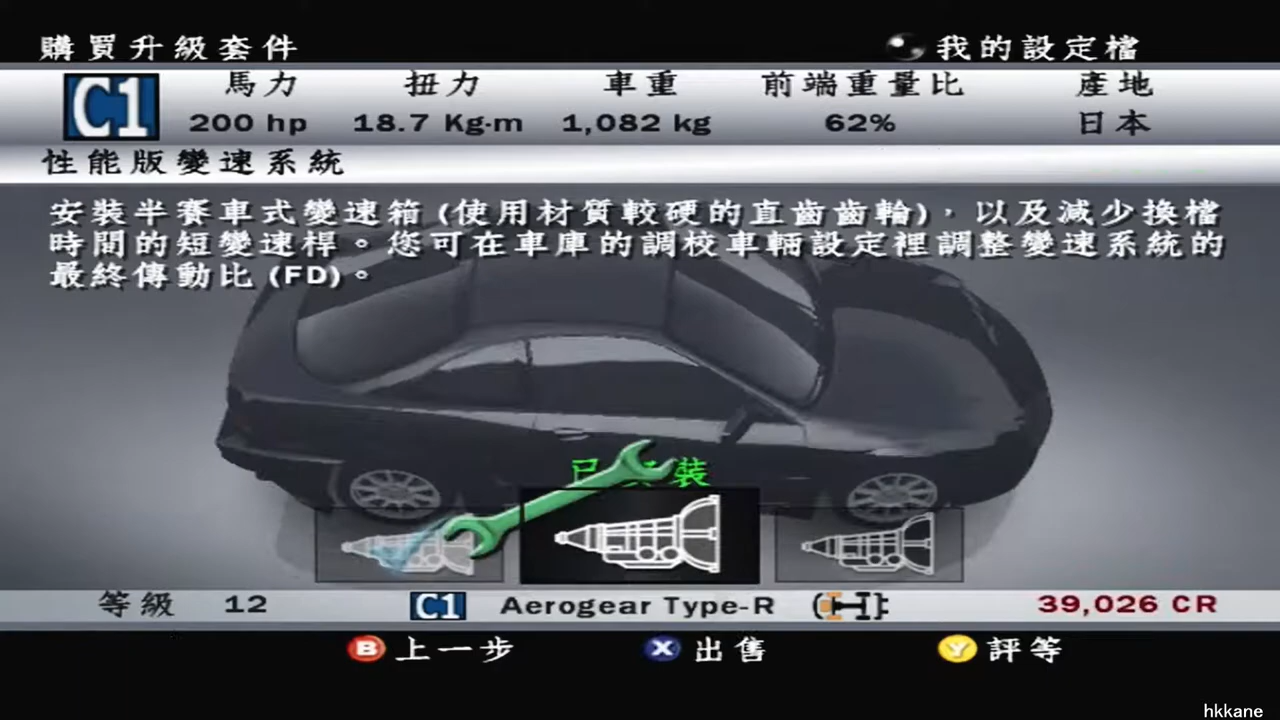 購買升級套件
我的設定檔
C1
馬力 扭力 車重 前端重量比 產地
200 hp 18.7 Kg-m 1,082 kg 62% 日本
性能版變速系統
安裝半賽車式變速箱 (使用材質較硬的直齒齒輪)，以及減少換檔
時間的短變速桿。您可在車庫的調校車輛設定裡調整變速系統的
最終傳動比 (FD)。
已 裝
等級 12 C1 Aerogear Type-R 39,026 CR
B 上一步 X 出售 Y 評等
hkkane